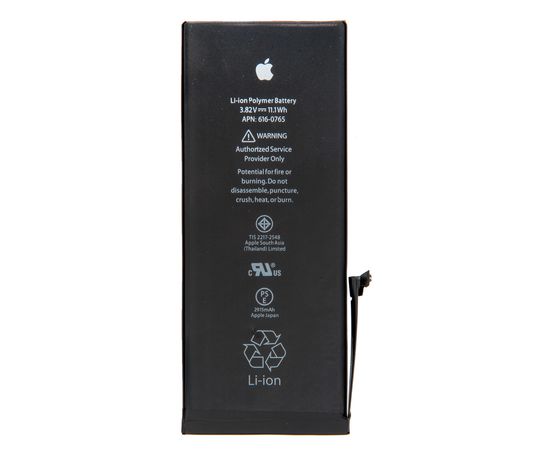 Li-ion Polymer Battery
3.82V⎓11.1Wh
APN: 616-0765
WARNING
Authorized Service
Provider Only
Potential for fire or
burning. Do not
disassemble, puncture,
crush, heat, or burn.
TIS 2217-2548
Apple South Asia
(Thailand) Limited
c RU US
PS
E
2915mAh
Apple Japan
Li-ion